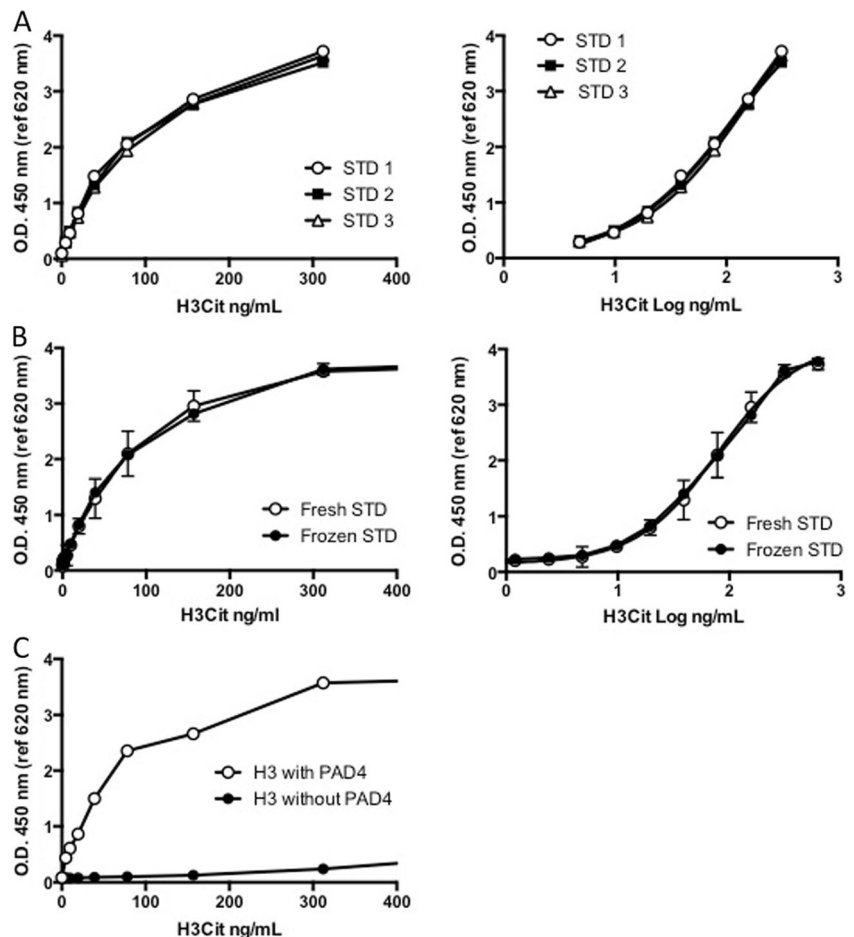 A
O.D. 450 nm (ref 620 nm)
4
3
2
1
0
STD 1
STD 2
STD 3
0 100 200 300 400
H3Cit ng/mL
O.D. 450 nm (ref 620 nm)
4
3
2
1
0
STD 1
STD 2
STD 3
0 1 2 3
H3Cit Log ng/mL
B
O.D. 450 nm (ref 620 nm)
4
3
2
1
0
Fresh STD
Frozen STD
0 100 200 300 400
H3Cit ng/ml
O.D. 450 nm (ref 620 nm)
4
3
2
1
0
Fresh STD
Frozen STD
0 1 2 3
H3Cit Log ng/mL
C
O.D. 450 nm (ref 620 nm)
4
3
2
1
0
H3 with PAD4
H3 without PAD4
0 100 200 300 400
H3Cit ng/mL